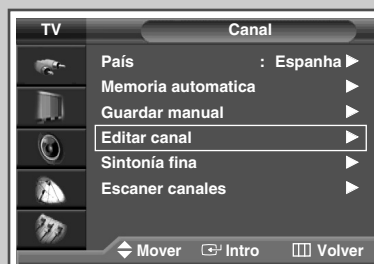 TV Canal
País : Espanha
Memoria automatica
Guardar manual
Editar canal
Sintonía fina
Escaner canales
Mover Intro Volver